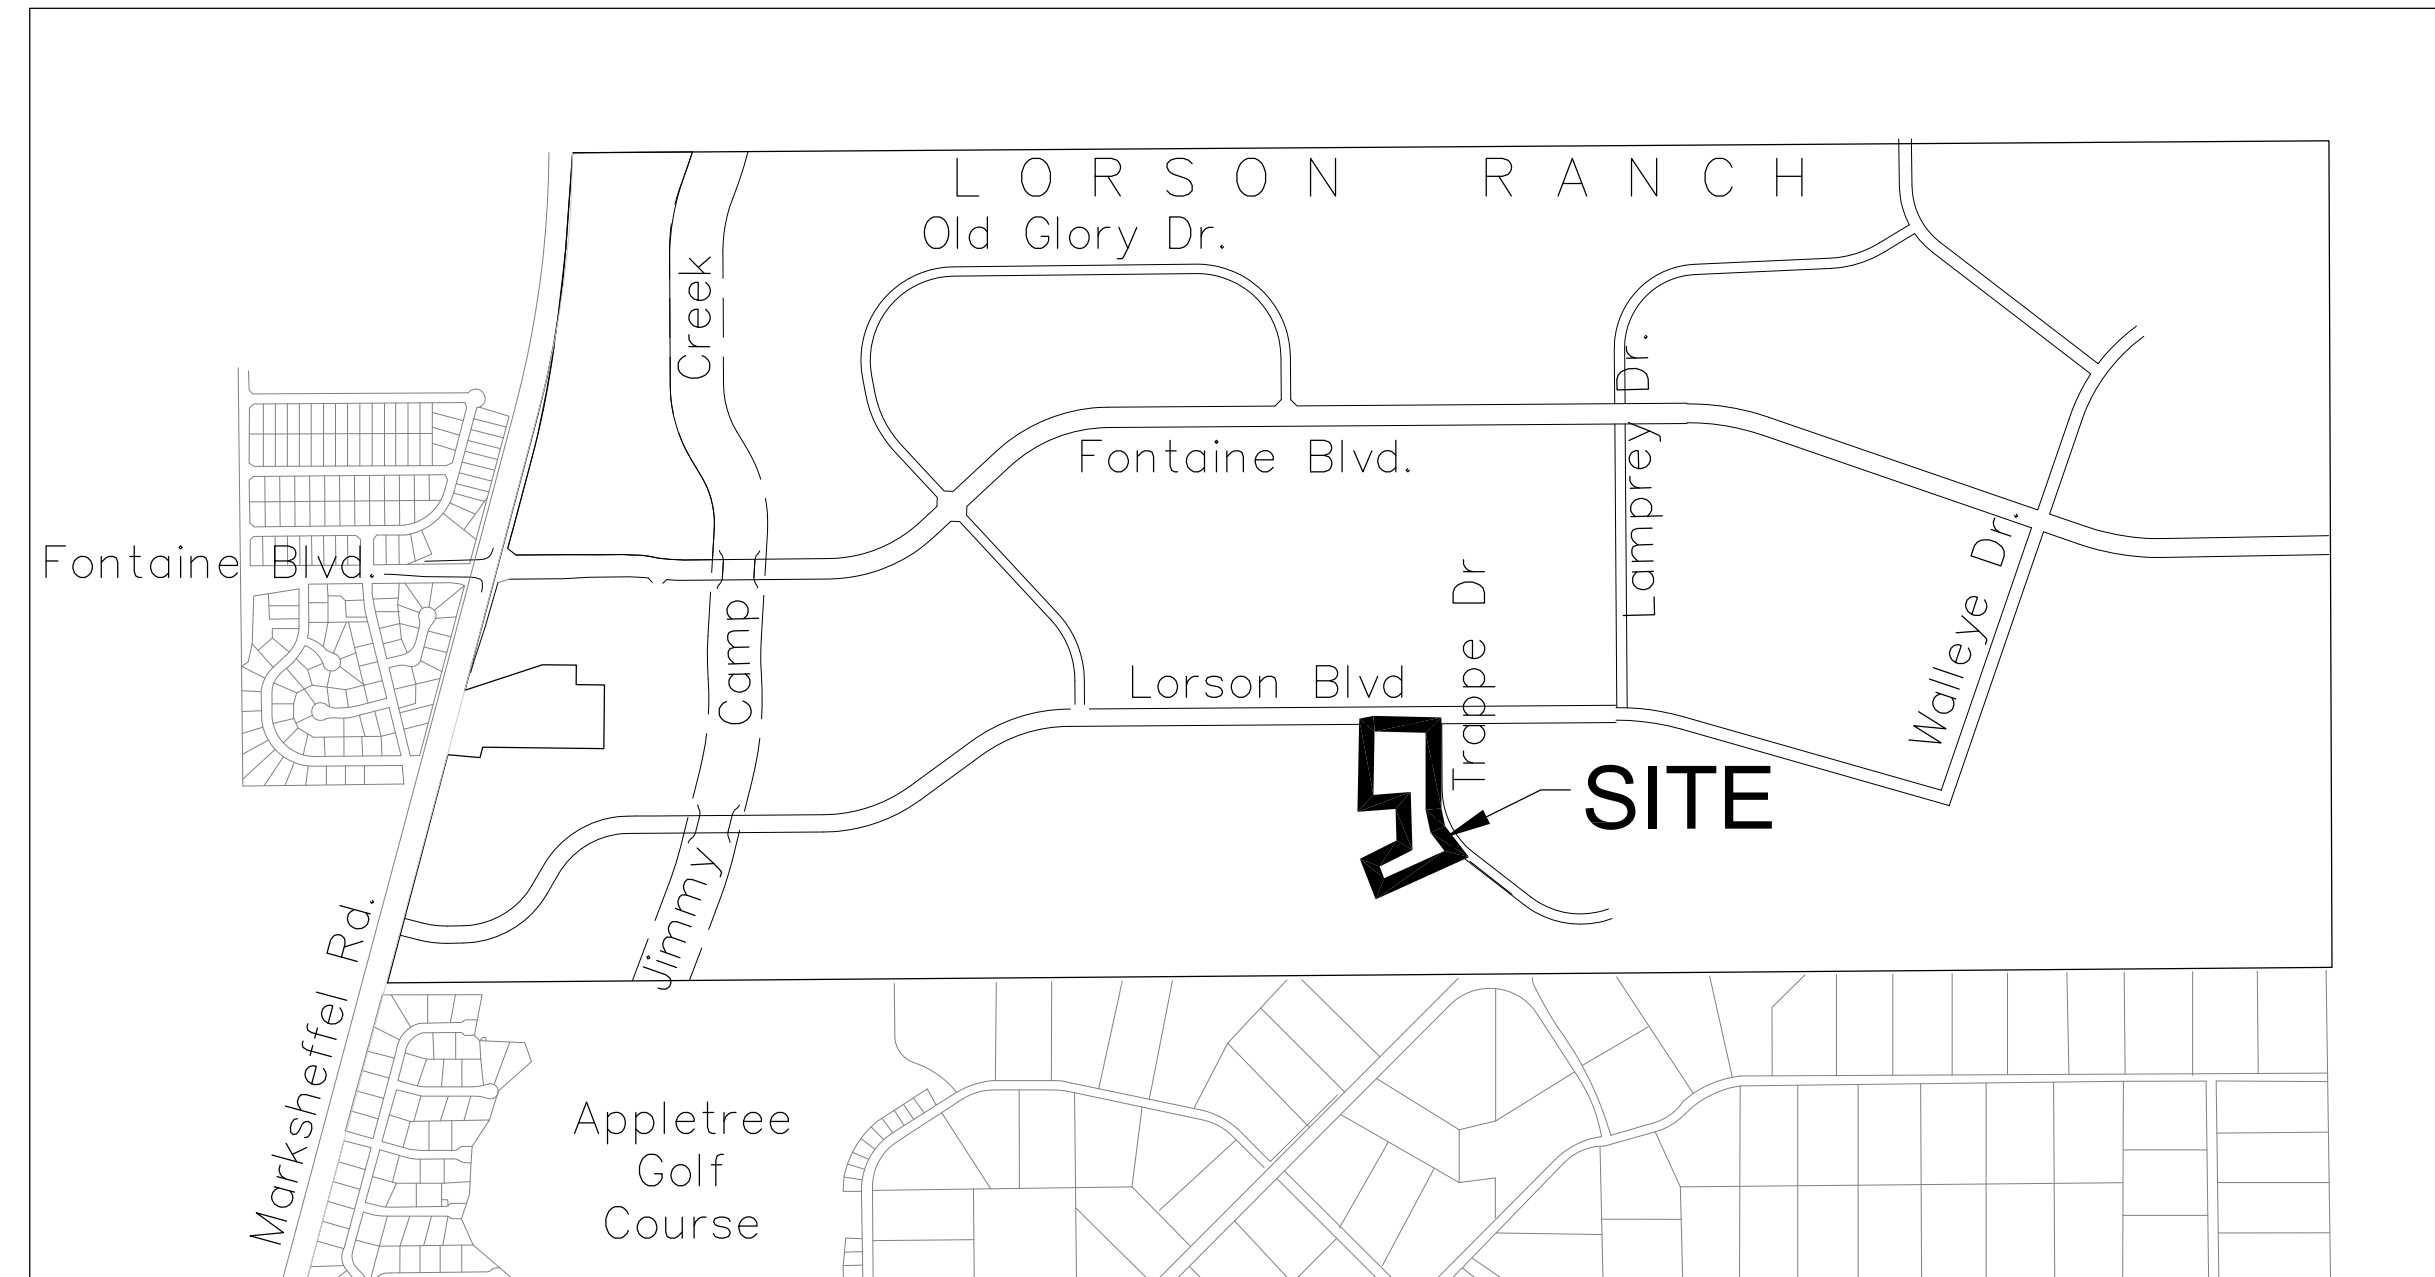 LORSON RANCH
Old Glory Dr.
Creek
Lamprey Dr.
Fontaine Blvd.
Fontaine Blvd.
Walleye Dr.
Trappe Dr
Camp
Lorson Blvd
SITE
Jimmy
Marksheffel Rd.
Appletree
Golf
Course